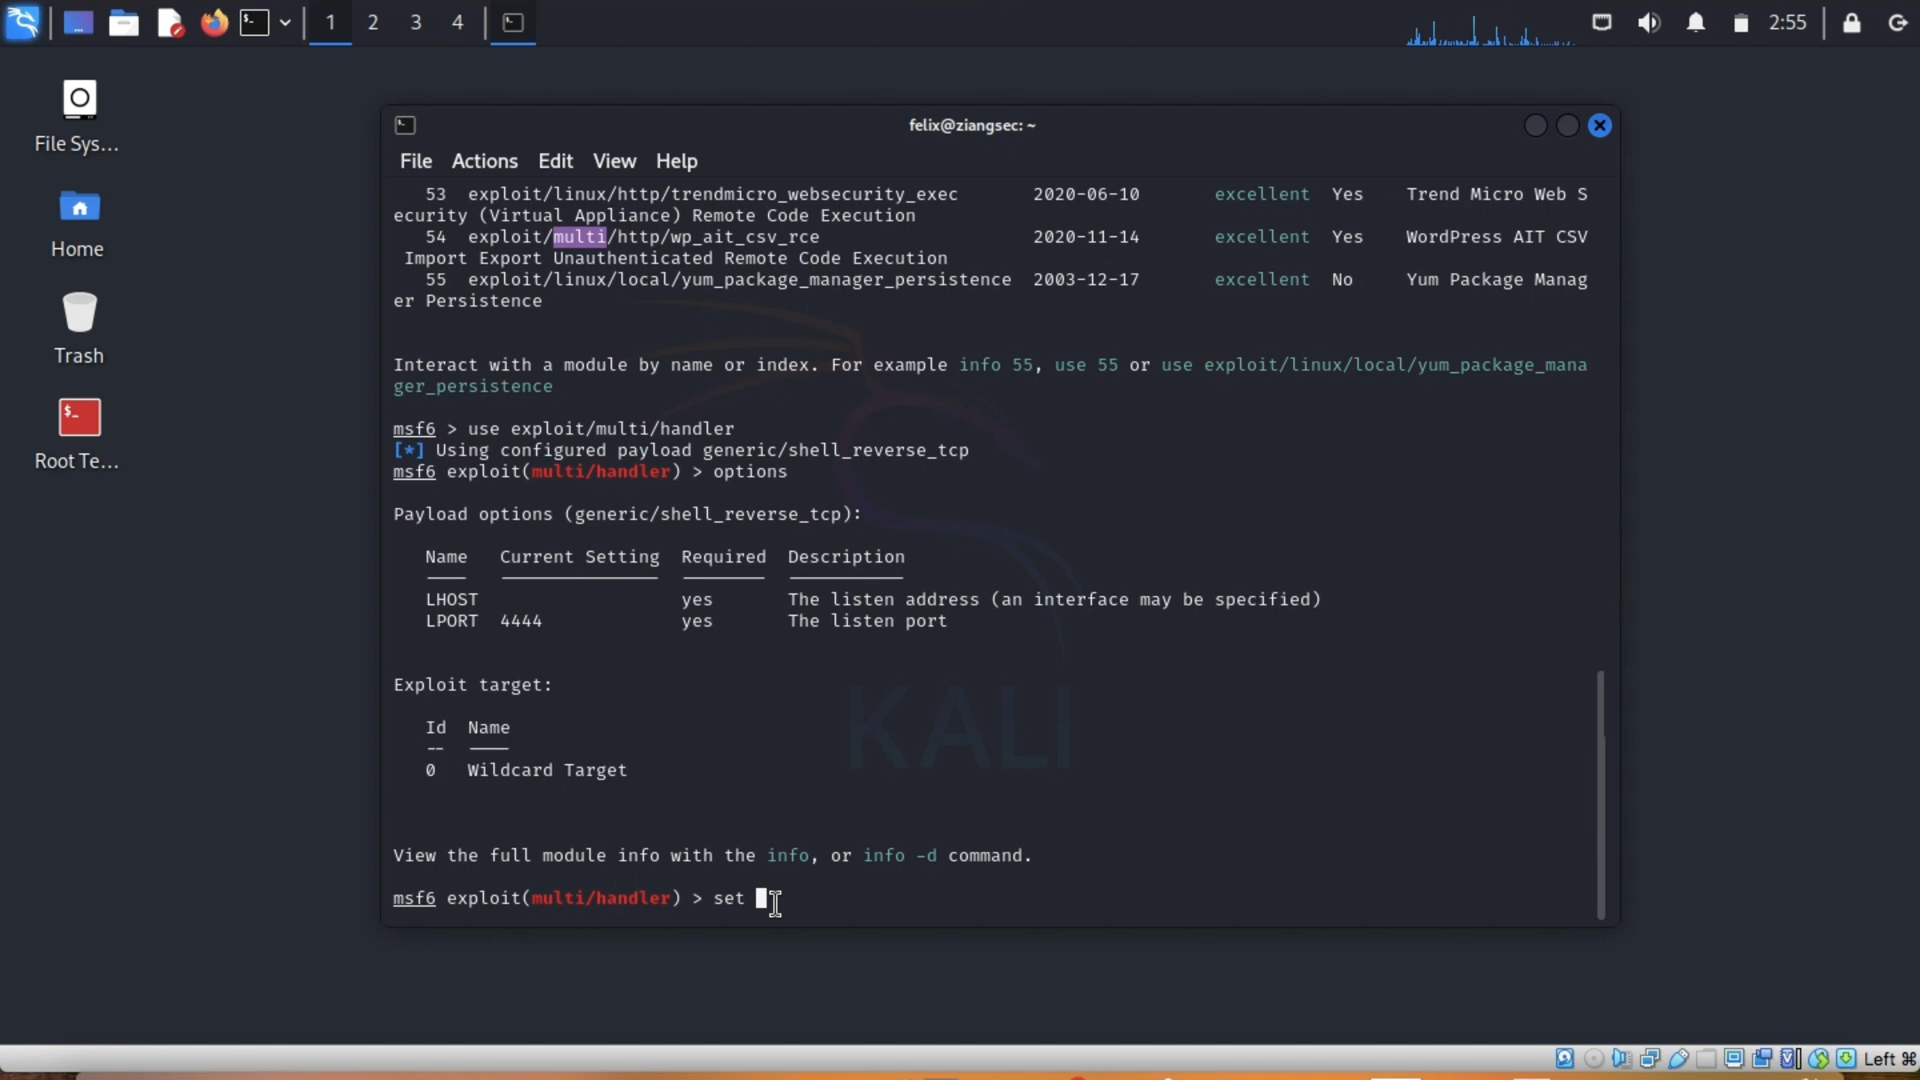 1 2 3 4
2:55
File Sys...
Home
Trash
Root Te...
felix@ziangsec: ~
File Actions Edit View Help
53 exploit/linux/http/trendmicro_websecurity_exec 2020-06-10 excellent Yes Trend Micro Web S
ecurity (Virtual Appliance) Remote Code Execution
54 exploit/multi/http/wp_ait_csv_rce 2020-11-14 excellent Yes WordPress AIT CSV
Import Export Unauthenticated Remote Code Execution
55 exploit/linux/local/yum_package_manager_persistence 2003-12-17 excellent No Yum Package Manag
er Persistence
Interact with a module by name or index. For example info 55, use 55 or use exploit/linux/local/yum_package_mana
ger_persistence
msf6 > use exploit/multi/handler
[*] Using configured payload generic/shell_reverse_tcp
msf6 exploit(multi/handler) > options
Payload options (generic/shell_reverse_tcp):
Name Current Setting Required Description
LHOST yes The listen address (an interface may be specified)
LPORT 4444 yes The listen port
Exploit target:
Id Name
-- ----
0 Wildcard Target
KALI
View the full module info with the info, or info -d command.
msf6 exploit(multi/handler) > set
Left ⌘